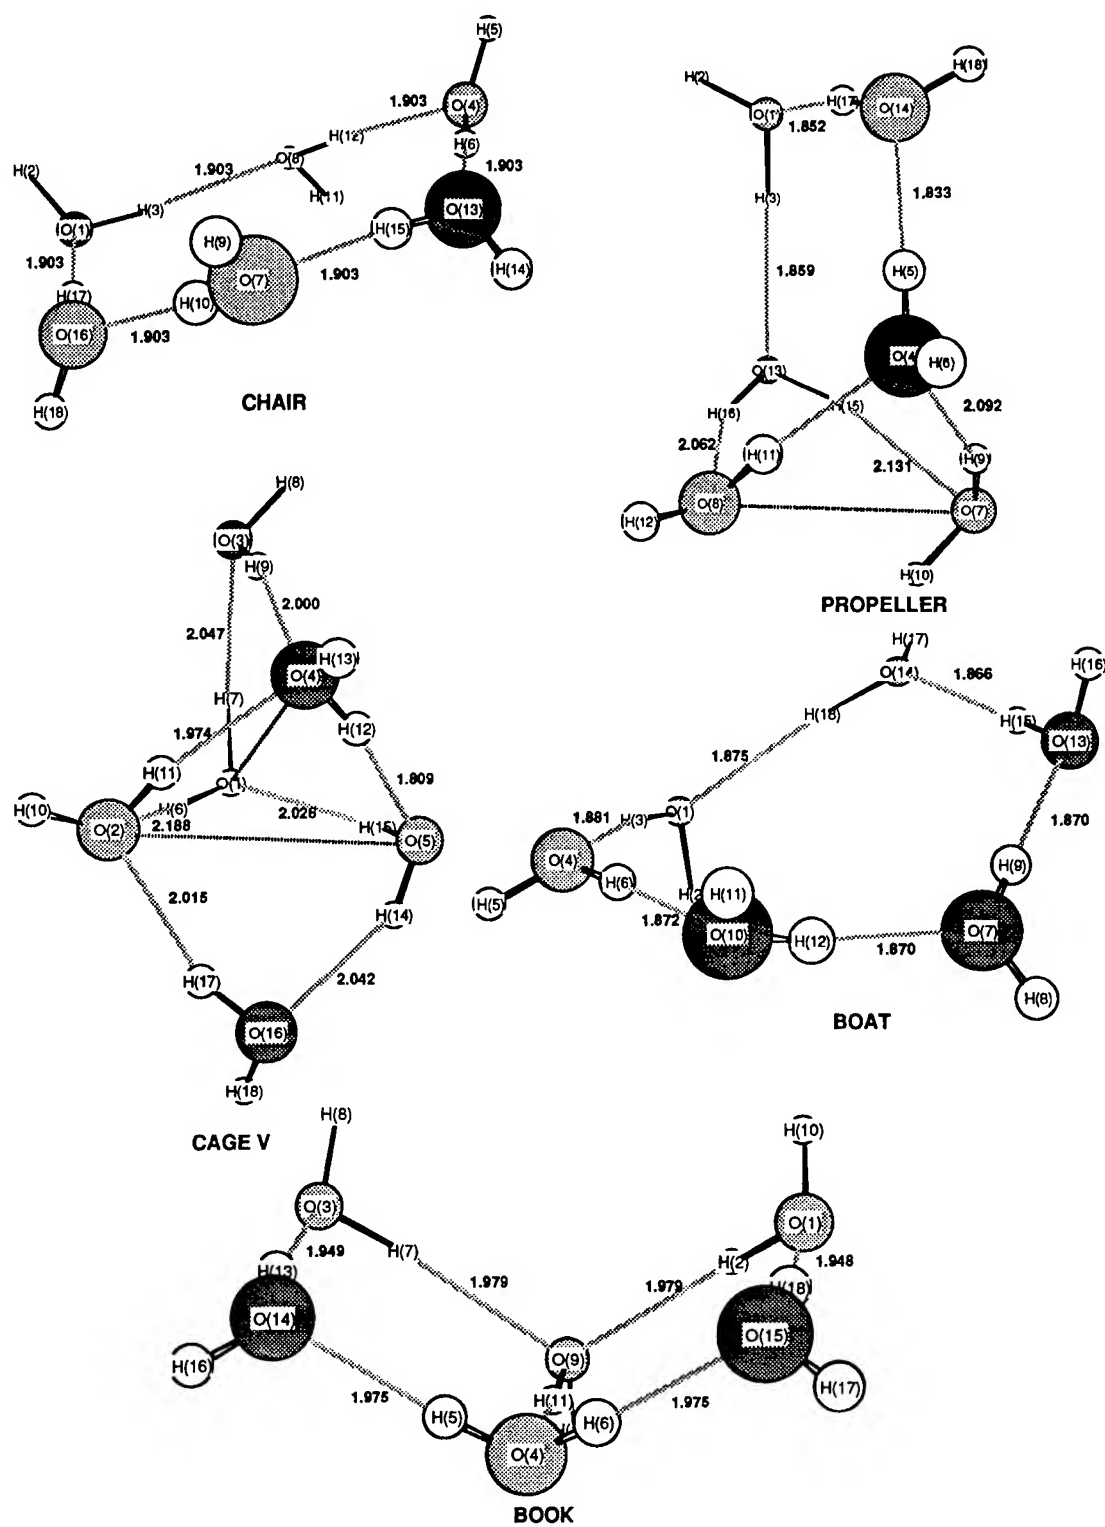 H(5)
1.903
O(4)
H(12)
H(6)
1.903
O(8)
1.903
H(2)
H(11)
H(3)
O(13)
O(1)
H(15)
H(9)
1.903
H(14)
O(7)
1.903
H(17)
H(10)
O(16)
1.903
H(18)
CHAIR
H(18)
H(2)
H(17)
O(14)
O(1)
1.852
1.833
H(3)
1.859
H(5)
O(4)
H(6)
O(13)
2.092
H(16)
H(15)
2.062
H(11)
H(9)
2.131
O(8)
O(7)
H(12)
H(10)
PROPELLER
H(8)
O(3)
H(9)
2.000
2.047
H(13)
O(4)
H(7)
1.974
H(12)
H(11)
1.809
O(1)
H(10)
H(6)
2.026
O(2)
2.188
H(15)
O(5)
2.015
H(14)
H(17)
2.042
O(16)
H(18)
CAGE V
H(17)
H(16)
O(14)
1.866
H(18)
H(15)
O(13)
1.875
O(1)
1.881
H(3)
1.870
O(4)
H(6)
H(9)
H(5)
H(2
H(11)
1.872
O(10)
H(12)
1.870
O(7)
H(8)
BOAT
H(8)
H(10)
O(3)
O(1)
1.949
H(7)
H(2)
1.948
H(13)
1.979
1.979
H(18)
O(14)
O(15)
O(9)
H(16)
H(17)
1.975
H(11)
1.975
H(5)
H(6)
O(4)
BOOK